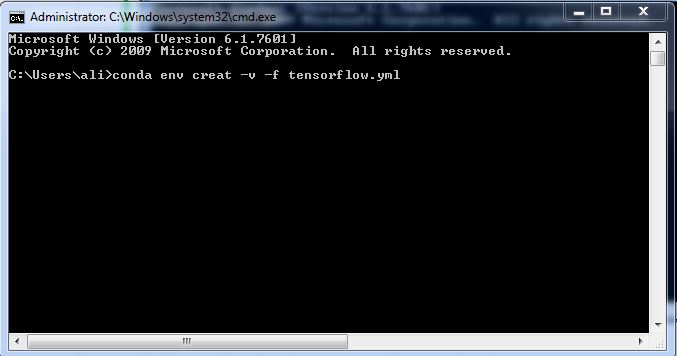 Administrator: C:\Windows\system32\cmd.exe
Microsoft Windows [Version 6.1.7601]
Copyright (c) 2009 Microsoft Corporation.  All rights reserved.
C:\Users\ali>conda env creat -v -f tensorflow.yml